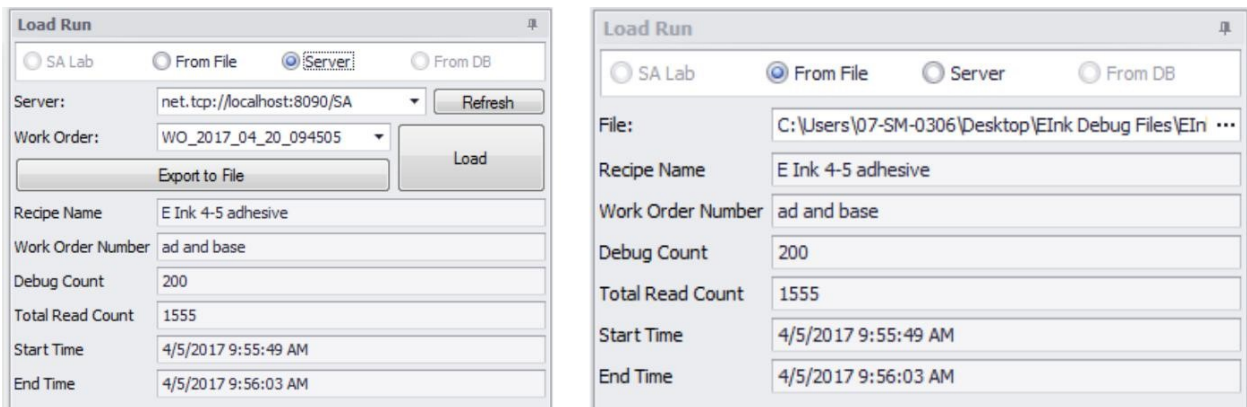 Load Run
SA Lab From File Server From DB
Server: net.tcp://localhost:8090/SA Refresh
Work Order: WO_2017_04_20_094505 Load
Export to File
Recipe Name E Ink 4-5 adhesive
Work Order Number ad and base
Debug Count 200
Total Read Count 1555
Start Time 4/5/2017 9:55:49 AM
End Time 4/5/2017 9:56:03 AM
Load Run
SA Lab From File Server From DB
File: C:\Users\07-SM-0306\Desktop\EInk Debug Files\EIn ...
Recipe Name E Ink 4-5 adhesive
Work Order Number ad and base
Debug Count 200
Total Read Count 1555
Start Time 4/5/2017 9:55:49 AM
End Time 4/5/2017 9:56:03 AM